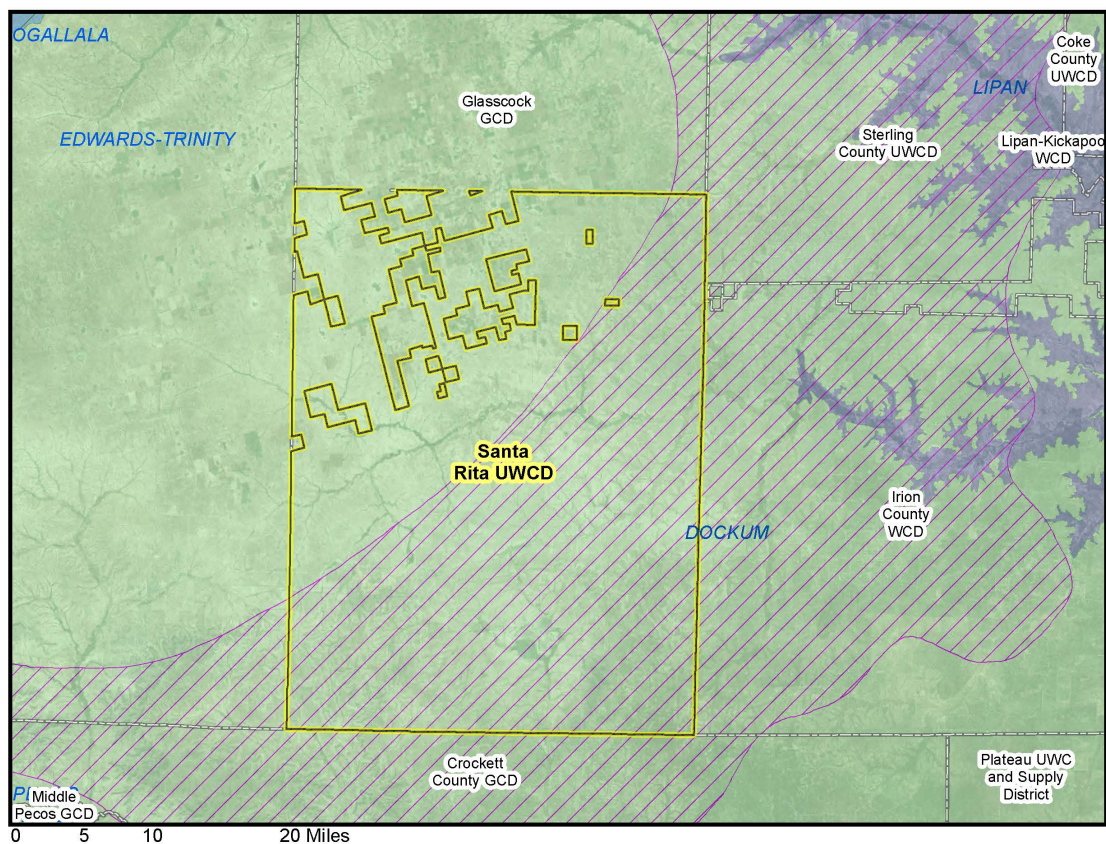 OGALLALA
Coke
County
UWCD
LIPAN
Glasscock
GCD
EDWARDS-TRINITY
Sterling
County UWCD
Lipan-Kickapoo
WCD
Santa
Rita UWCD
Irion
County
WCD
DOCKUM
Crockett
County GCD
Plateau UWC
and Supply
District
Middle
Pecos GCD
0 5 10 20 Miles